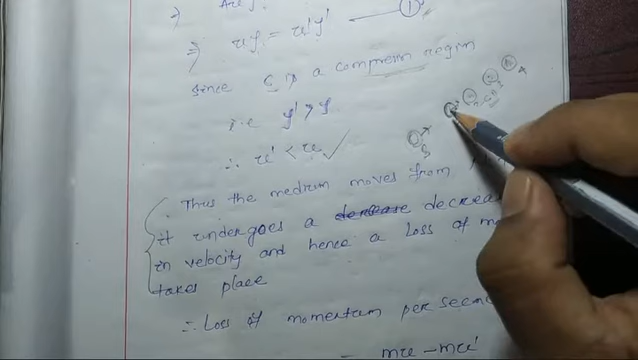 ⇒
⇒ uρ = u'ρ' ①
Since C is a compression region
i.e ρ' > ρ
∴ u' < u ✓
Thus the medium moves from
it undergoes a decrease
in velocity and hence a Loss of
takes place
∴ Loss of momentum per second
= mu - mu'
A
S